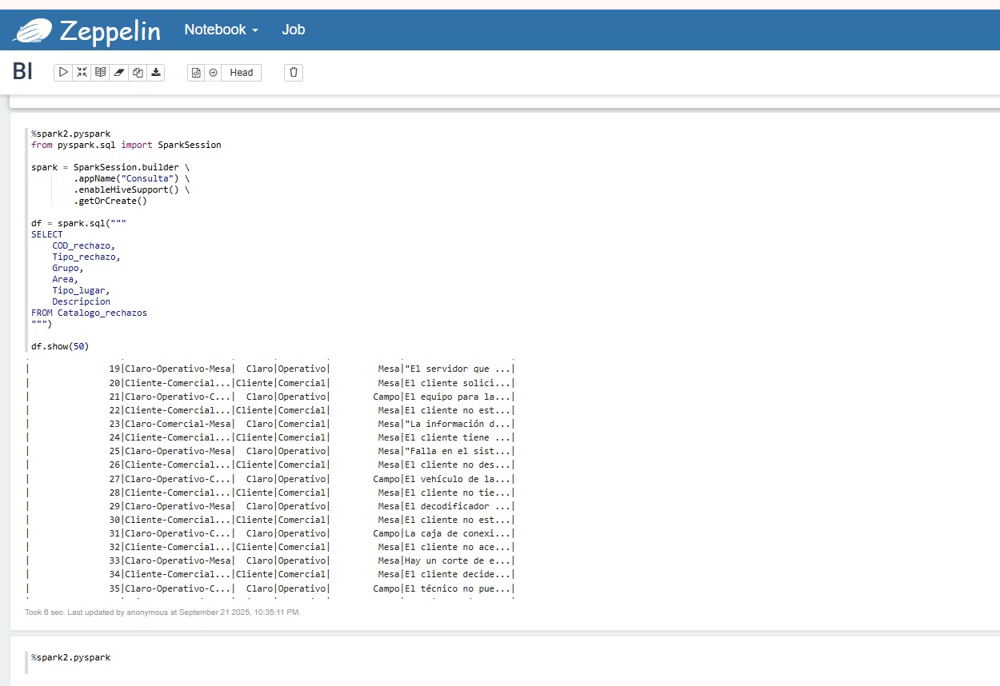 Zeppelin Notebook Job
BI Head
%spark2.pyspark
from pyspark.sql import SparkSession
spark = SparkSession.builder \
.appName("Consulta") \
.enableHiveSupport() \
.getOrCreate()
df = spark.sql("""
SELECT
COD_rechazo,
Tipo_rechazo,
Grupo,
Area,
Tipo_lugar,
Descripcion
FROM Catalogo_rechazos
""")
df.show(50)
| 19|Claro-Operativo-Mesa| Claro|Operativo| Mesa|"El servidor que ...|
| 20|Cliente-Comercial...|Cliente|Comercial| Mesa|El cliente solici...|
| 21|Claro-Operativo-C...| Claro|Operativo| Campo|El equipo para la...|
| 22|Cliente-Comercial...|Cliente|Comercial| Mesa|El cliente no est...|
| 23|Claro-Comercial-Mesa| Claro|Comercial| Mesa|"La información d...|
| 24|Cliente-Comercial...|Cliente|Comercial| Mesa|El cliente tiene ...|
| 25|Claro-Operativo-Mesa| Claro|Operativo| Mesa|"Falla en el sist...|
| 26|Cliente-Comercial...|Cliente|Comercial| Mesa|El cliente no des...|
| 27|Claro-Operativo-C...| Claro|Operativo| Campo|El vehículo de la...|
| 28|Cliente-Comercial...|Cliente|Comercial| Mesa|El cliente no tie...|
| 29|Claro-Operativo-Mesa| Claro|Operativo| Mesa|El decodificador ...|
| 30|Cliente-Comercial...|Cliente|Comercial| Mesa|El cliente no est...|
| 31|Claro-Operativo-C...| Claro|Operativo| Campo|La caja de conexi...|
| 32|Cliente-Comercial...|Cliente|Comercial| Mesa|El cliente no ace...|
| 33|Claro-Operativo-Mesa| Claro|Operativo| Mesa|Hay un corte de e...|
| 34|Cliente-Comercial...|Cliente|Comercial| Mesa|El cliente decide...|
| 35|Claro-Operativo-C...| Claro|Operativo| Campo|El técnico no pue...|
Took 6 sec. Last updated by anonymous at September 21 2025, 10:35:11 PM.
%spark2.pyspark